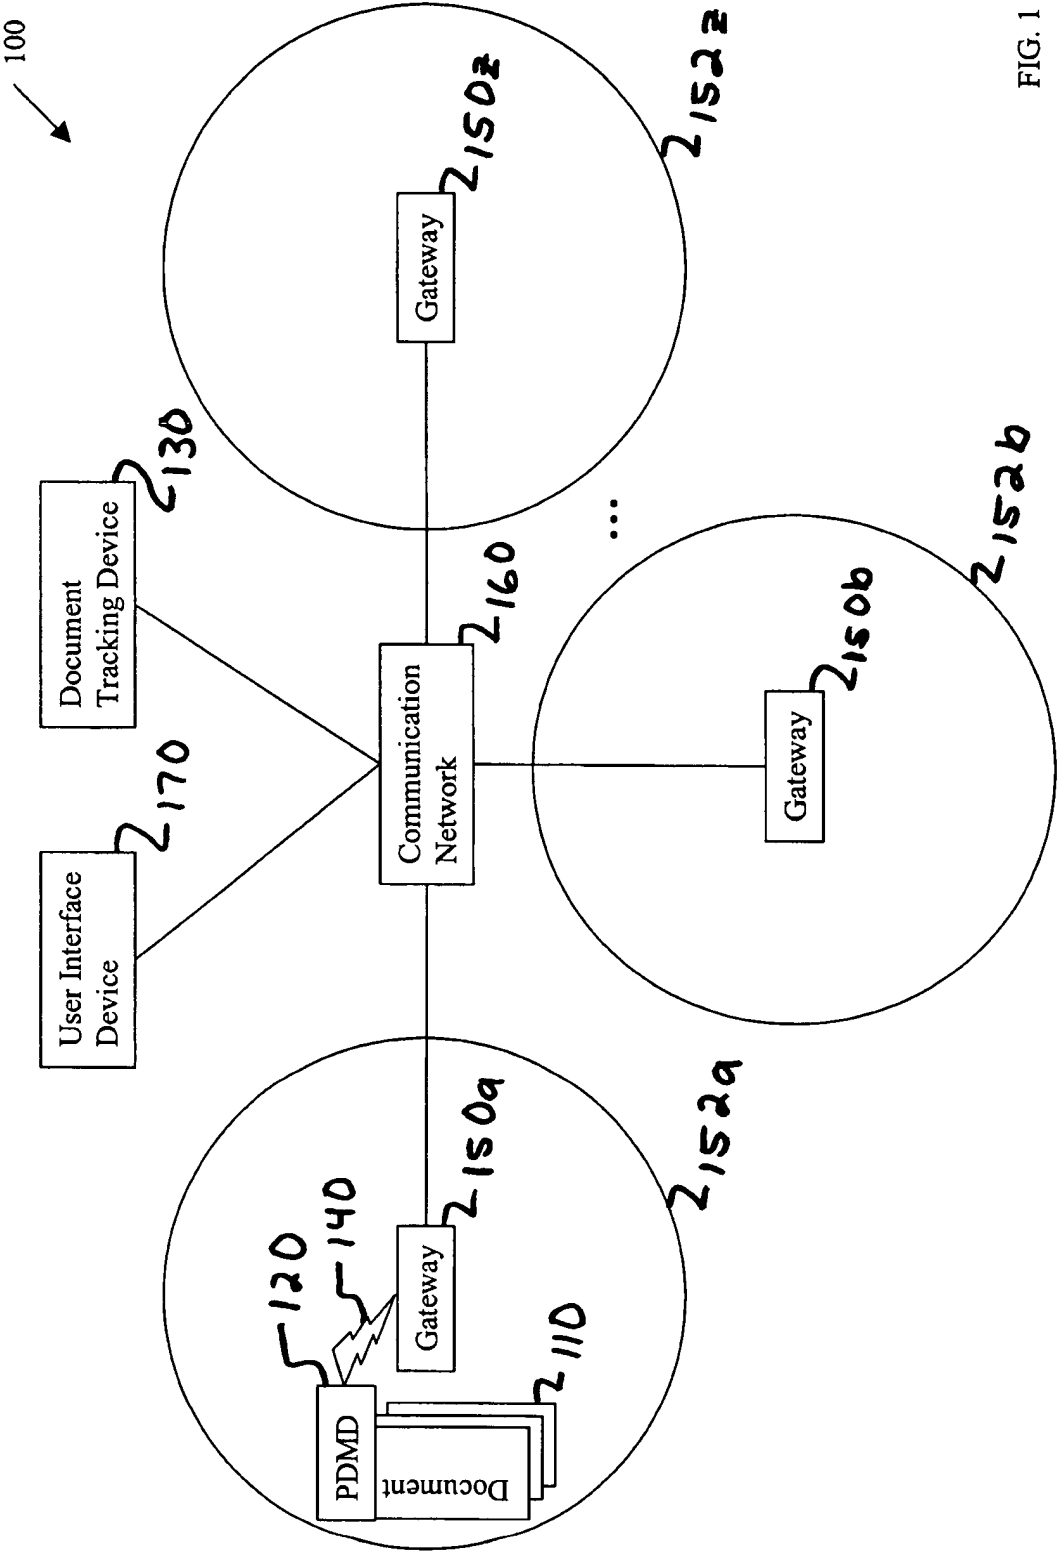 100
User Interface
Device
170
Document
Tracking Device
130
120
140
PDMD
Document
110
Gateway
150a
152a
Communication
Network
160
Gateway
150z
152z
...
Gateway
150b
152b
FIG. 1